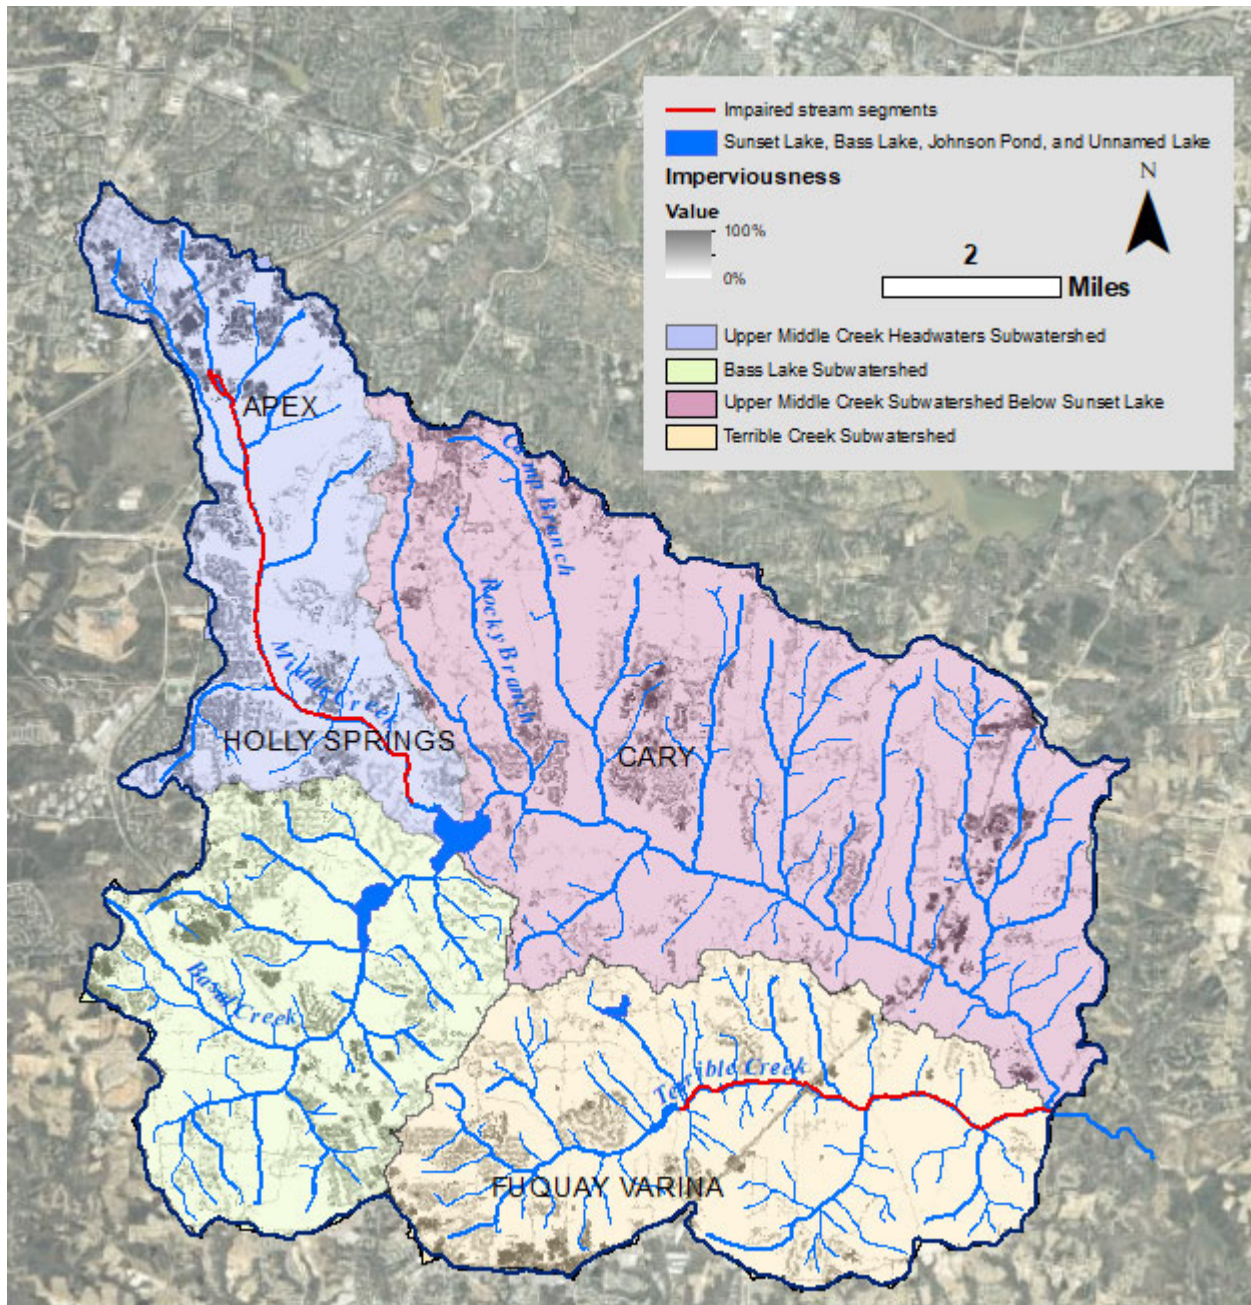 Impaired stream segments
Sunset Lake, Bass Lake, Johnson Pond, and Unnamed Lake
Imperviousness
Value
100%
0%
N
2
Miles
Upper Middle Creek Headwaters Subwatershed
Bass Lake Subwatershed
Upper Middle Creek Subwatershed Below Sunset Lake
Terrible Creek Subwatershed
APEX
Camp Branch
Rocky Branch
Middle Creek
HOLLY SPRINGS
CARY
Basal Creek
Terrible Creek
FUQUAY VARINA